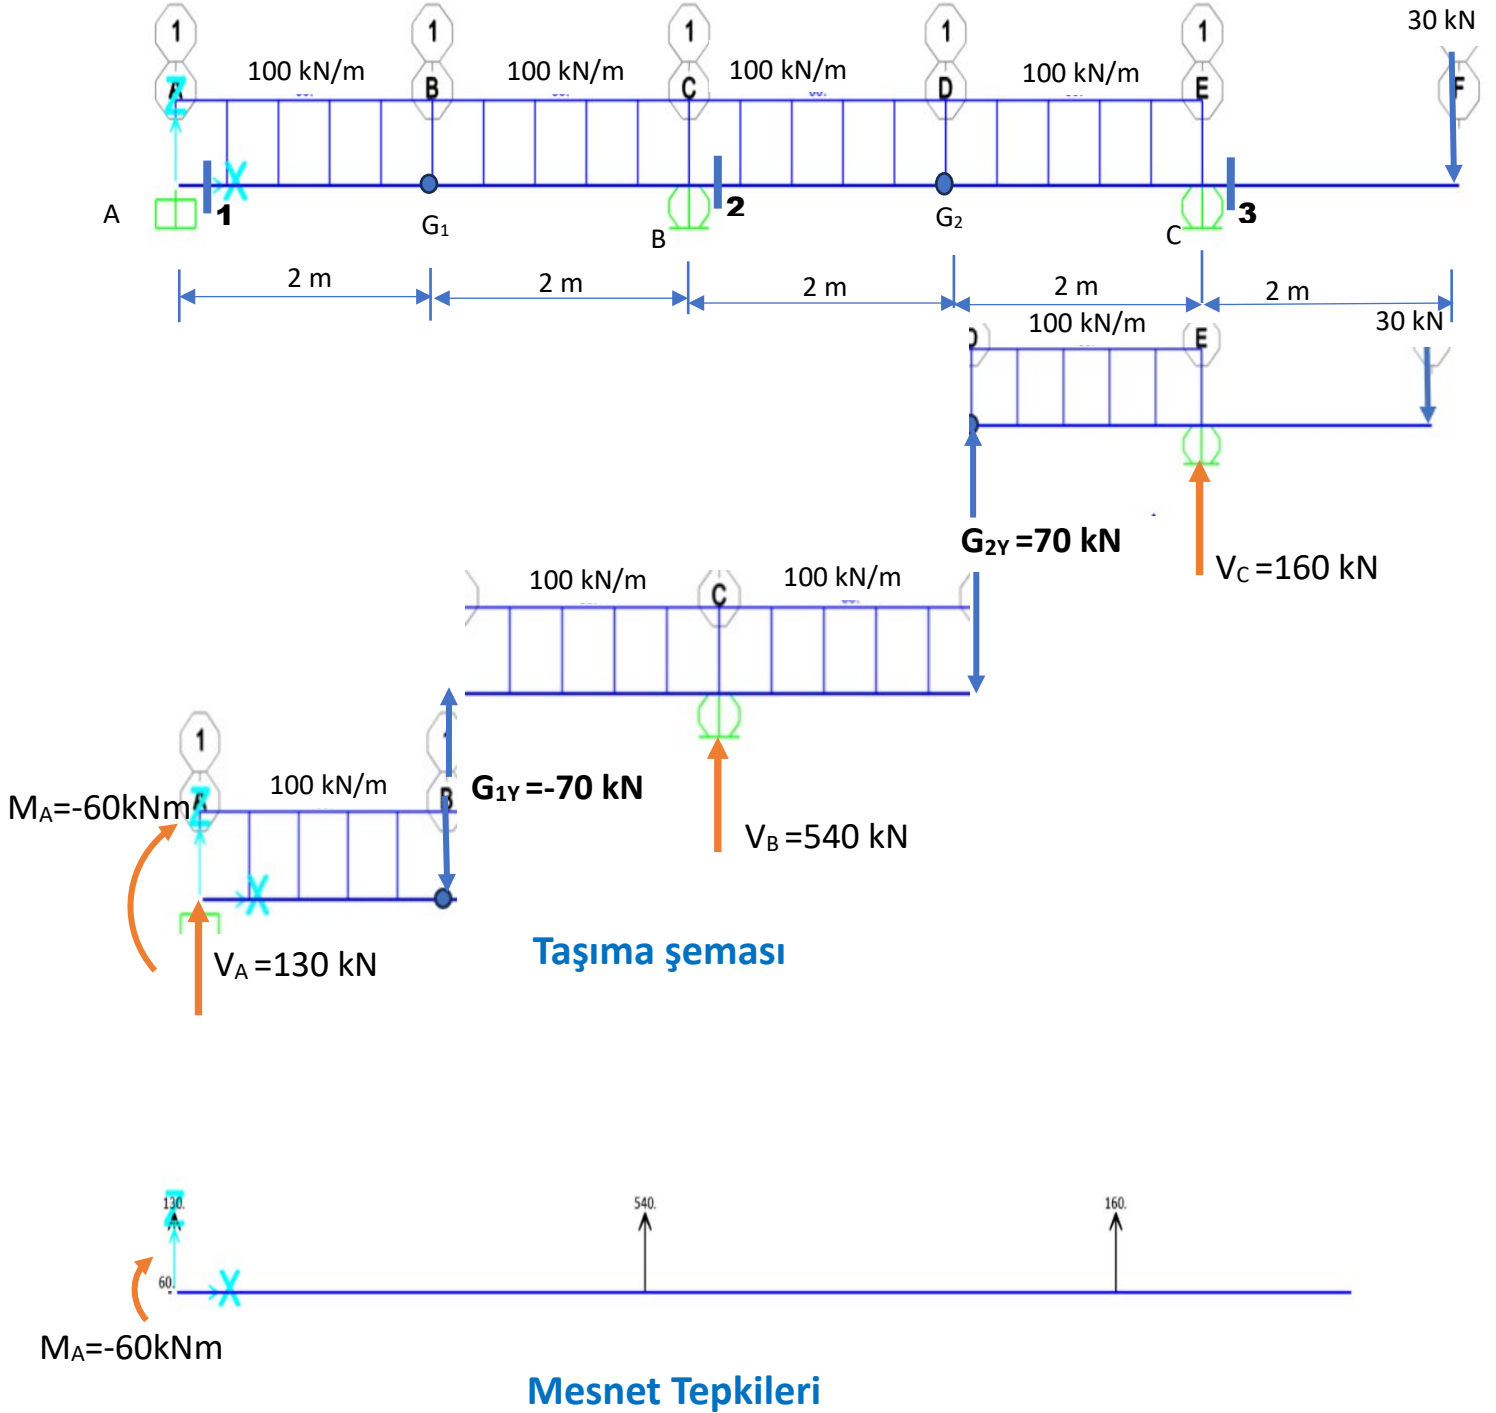 1 1 1 1 1 30 kN
100 kN/m 100 kN/m 100 kN/m 100 kN/m
A B C D E F
Z
X
A 1 G1 B 2 G2 C 3
2 m 2 m 2 m 2 m 2 m
100 kN/m 30 kN
D E
G2Y =70 kN
VC =160 kN
100 kN/m 100 kN/m
C
1
100 kN/m
MA=-60kNm A B
Z
G1Y =-70 kN
VB =540 kN
X
VA =130 kN
Taşıma şeması
130. 540. 160.
Z
60. X
MA=-60kNm
Mesnet Tepkileri